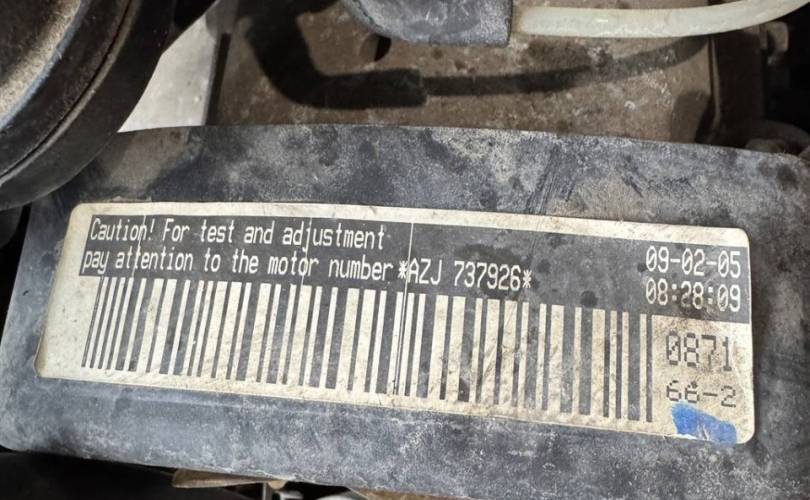 Caution! For test and adjustment
pay attention to the motor number *AZJ 737926*
09-02-05
08:28:09
0871
66-2